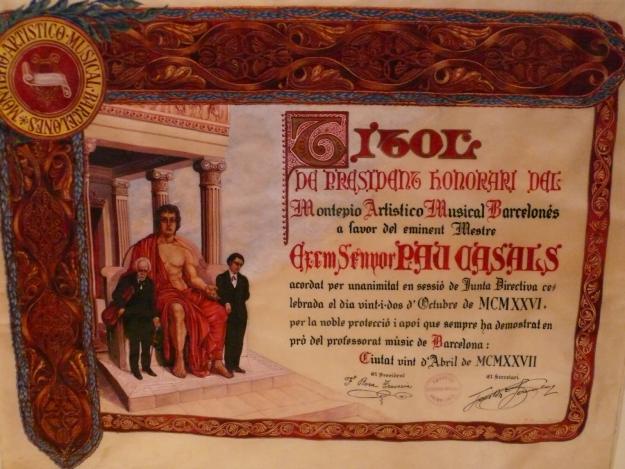 MONTEPIO·ARTISTICO·MUSICAL·BARCELONES
TITOL
DE PRESIDENT HONORARI DEL
Montepio Artistico Musical Barcelonés
a favor del eminent Mestre
Excm. Senyor PAU CASALS
acordat per unanimitat en sessió de Junta Directiva ce-
lebrada el dia vint-i-dos d' Octubre de MCMXXVI,
per la noble protecció i apoi que sempre ha demostrat en
prò del professorat músic de Barcelona:
Ciutat vint d'Abril de MCMXXVII
El President
El Secretari